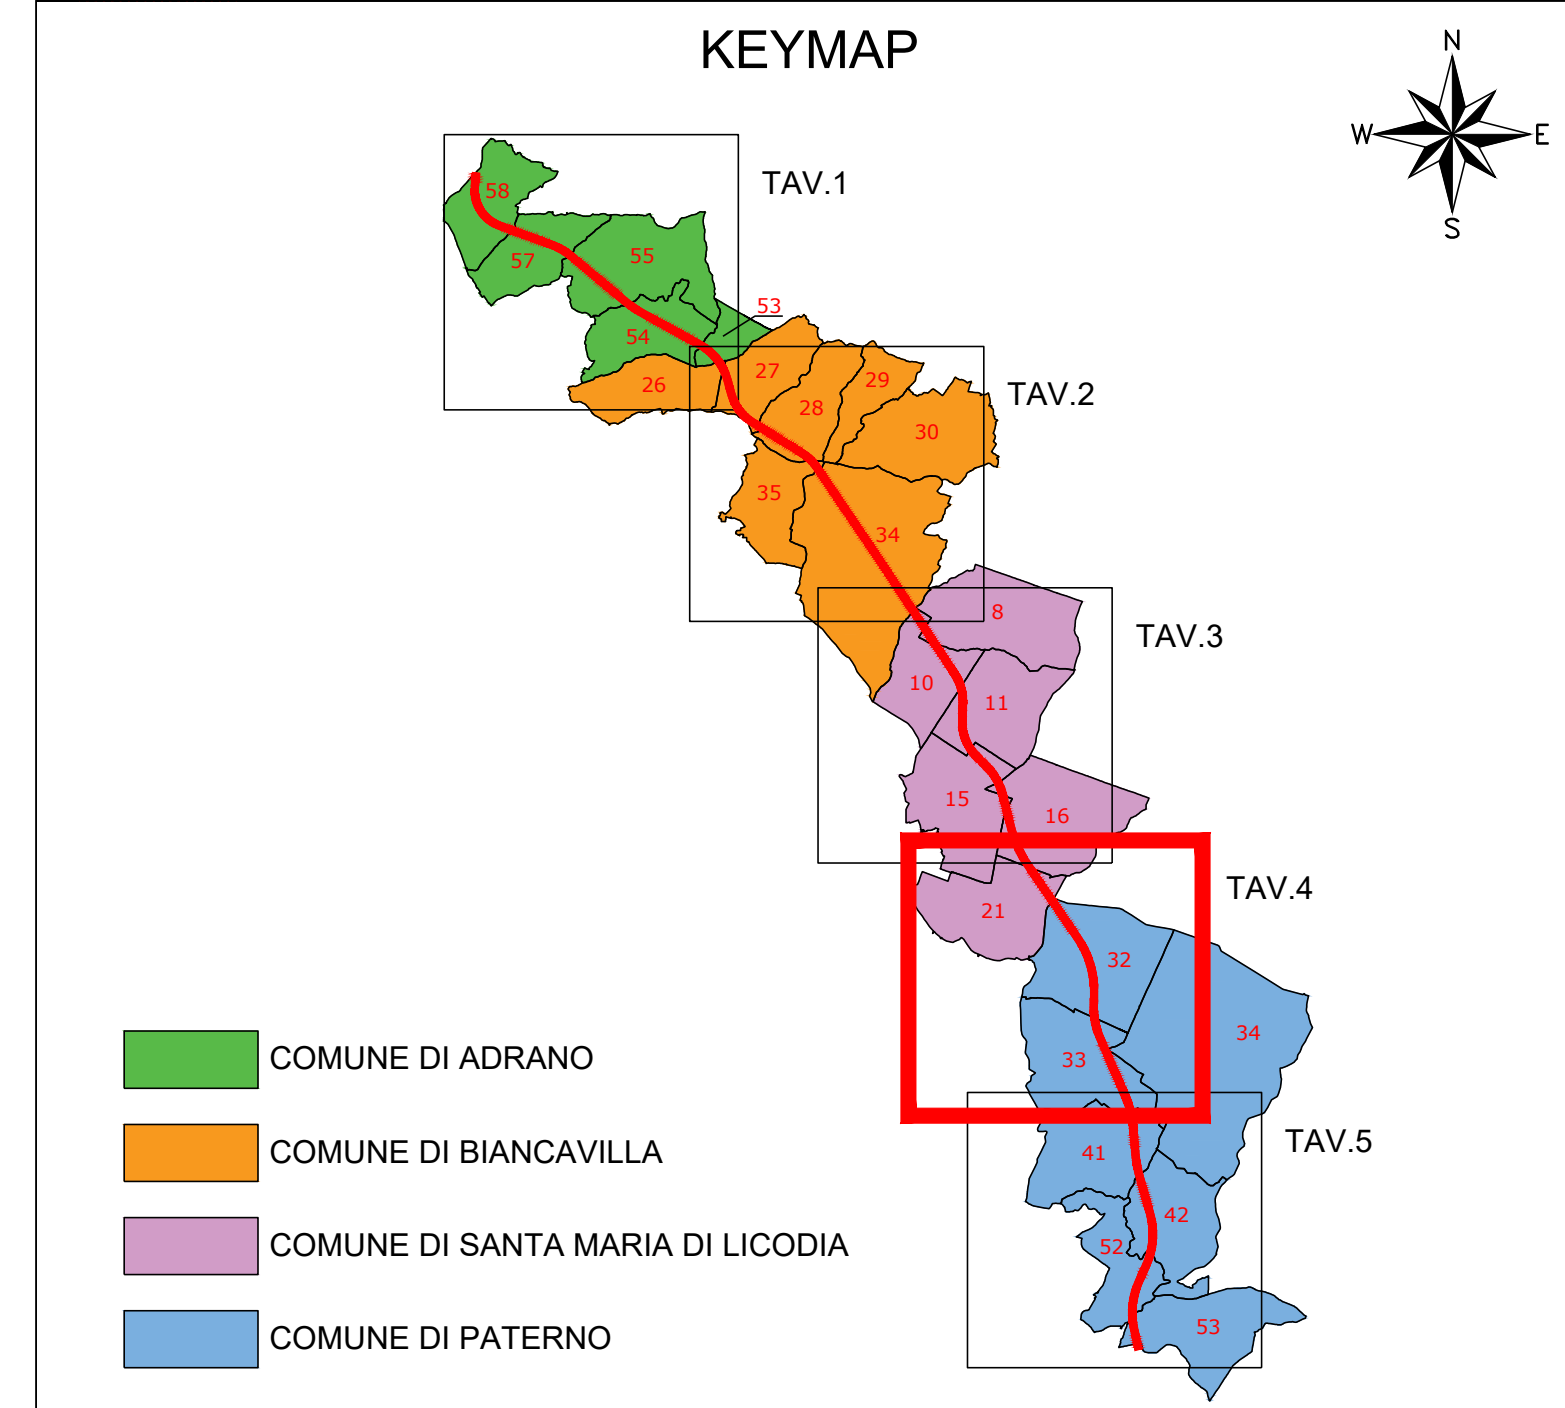 KEYMAP
N
W
E
S
TAV.1
58
55
57
53
54
27
26
29
28
TAV.2
30
35
34
8
TAV.3
10
11
15
16
TAV.4
21
32
34
33
TAV.5
41
42
52
53
COMUNE DI ADRANO
COMUNE DI BIANCAVILLA
COMUNE DI SANTA MARIA DI LICODIA
COMUNE DI PATERNO